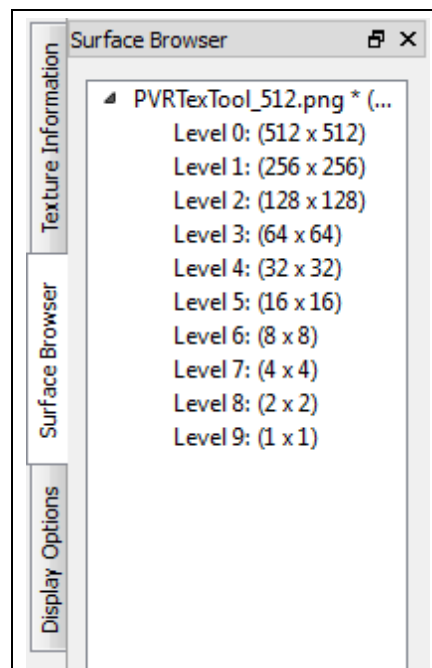 Surface Browser
Texture Information
Surface Browser
Display Options
PVRTexTool_512.png * (...
Level 0: (512 x 512)
Level 1: (256 x 256)
Level 2: (128 x 128)
Level 3: (64 x 64)
Level 4: (32 x 32)
Level 5: (16 x 16)
Level 6: (8 x 8)
Level 7: (4 x 4)
Level 8: (2 x 2)
Level 9: (1 x 1)